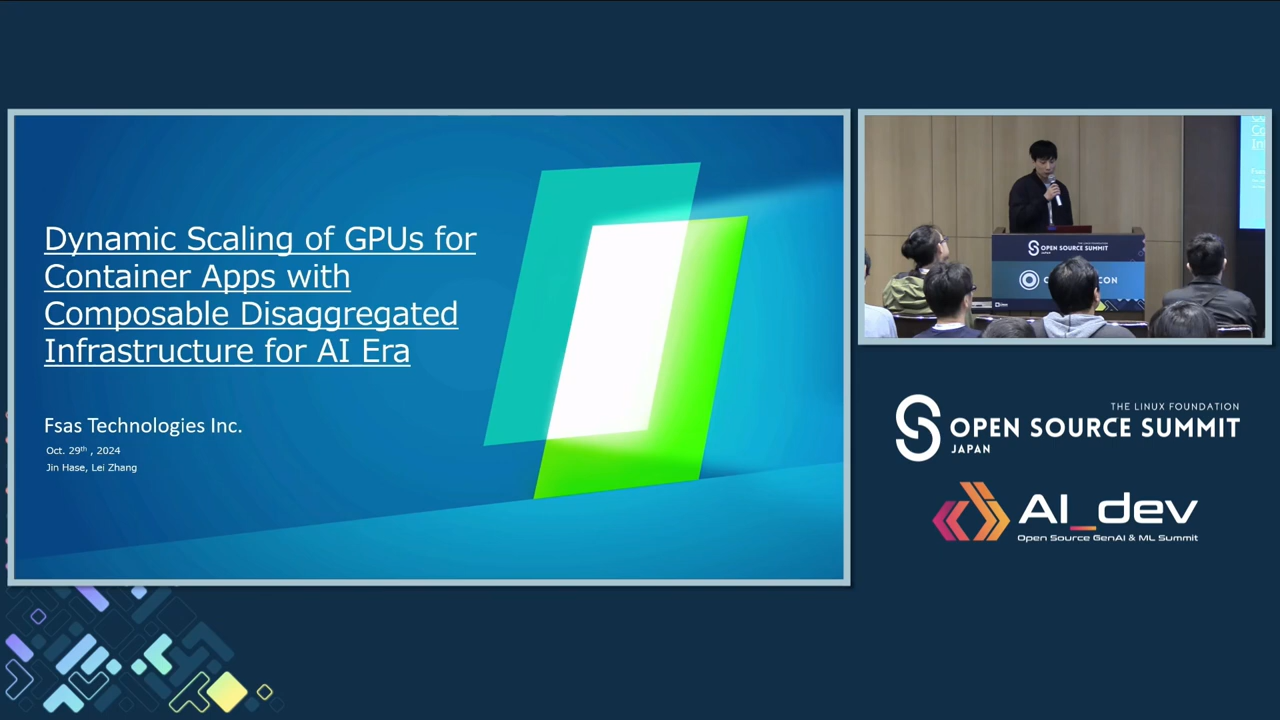 Dynamic Scaling of GPUs for
Container Apps with
Composable Disaggregated
Infrastructure for AI Era
Fsas Technologies Inc.
Oct. 29th , 2024
Jin Hase, Lei Zhang
OPEN SOURCE SUMMIT
JAPAN
CON
THE LINUX FOUNDATION
OPEN SOURCE SUMMIT
JAPAN
AI_dev
Open Source GenAI & ML Summit